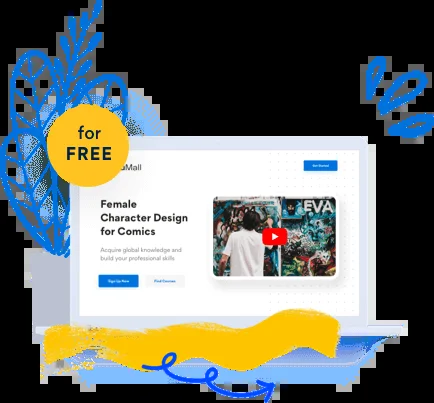 for
FREE
Mall
Get Started
Female
Character Design
for Comics
Acquire global knowledge and
build your professional skills
Sign Up Now
Find Courses
EVA